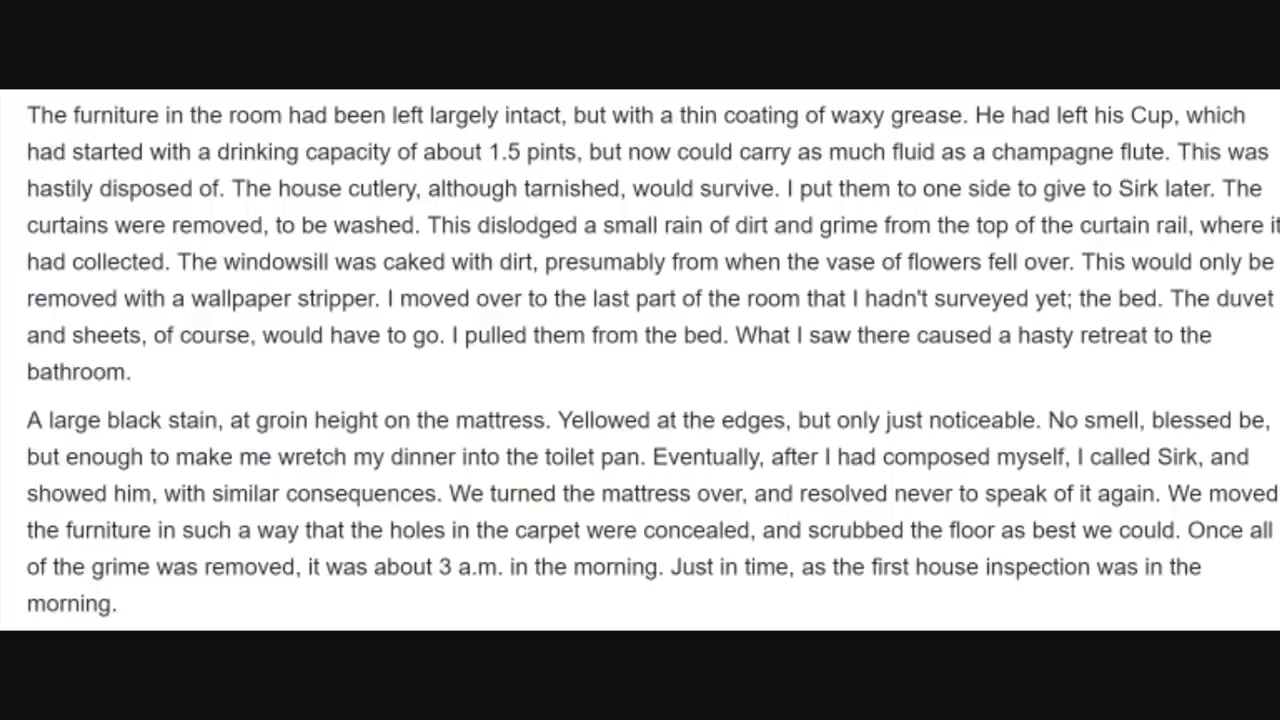 The furniture in the room had been left largely intact, but with a thin coating of waxy grease. He had left his Cup, which
had started with a drinking capacity of about 1.5 pints, but now could carry as much fluid as a champagne flute. This was
hastily disposed of. The house cutlery, although tarnished, would survive. I put them to one side to give to Sirk later. The
curtains were removed, to be washed. This dislodged a small rain of dirt and grime from the top of the curtain rail, where it
had collected. The windowsill was caked with dirt, presumably from when the vase of flowers fell over. This would only be
removed with a wallpaper stripper. I moved over to the last part of the room that I hadn't surveyed yet; the bed. The duvet
and sheets, of course, would have to go. I pulled them from the bed. What I saw there caused a hasty retreat to the
bathroom.
A large black stain, at groin height on the mattress. Yellowed at the edges, but only just noticeable. No smell, blessed be,
but enough to make me wretch my dinner into the toilet pan. Eventually, after I had composed myself, I called Sirk, and
showed him, with similar consequences. We turned the mattress over, and resolved never to speak of it again. We moved
the furniture in such a way that the holes in the carpet were concealed, and scrubbed the floor as best we could. Once all
of the grime was removed, it was about 3 a.m. in the morning. Just in time, as the first house inspection was in the
morning.